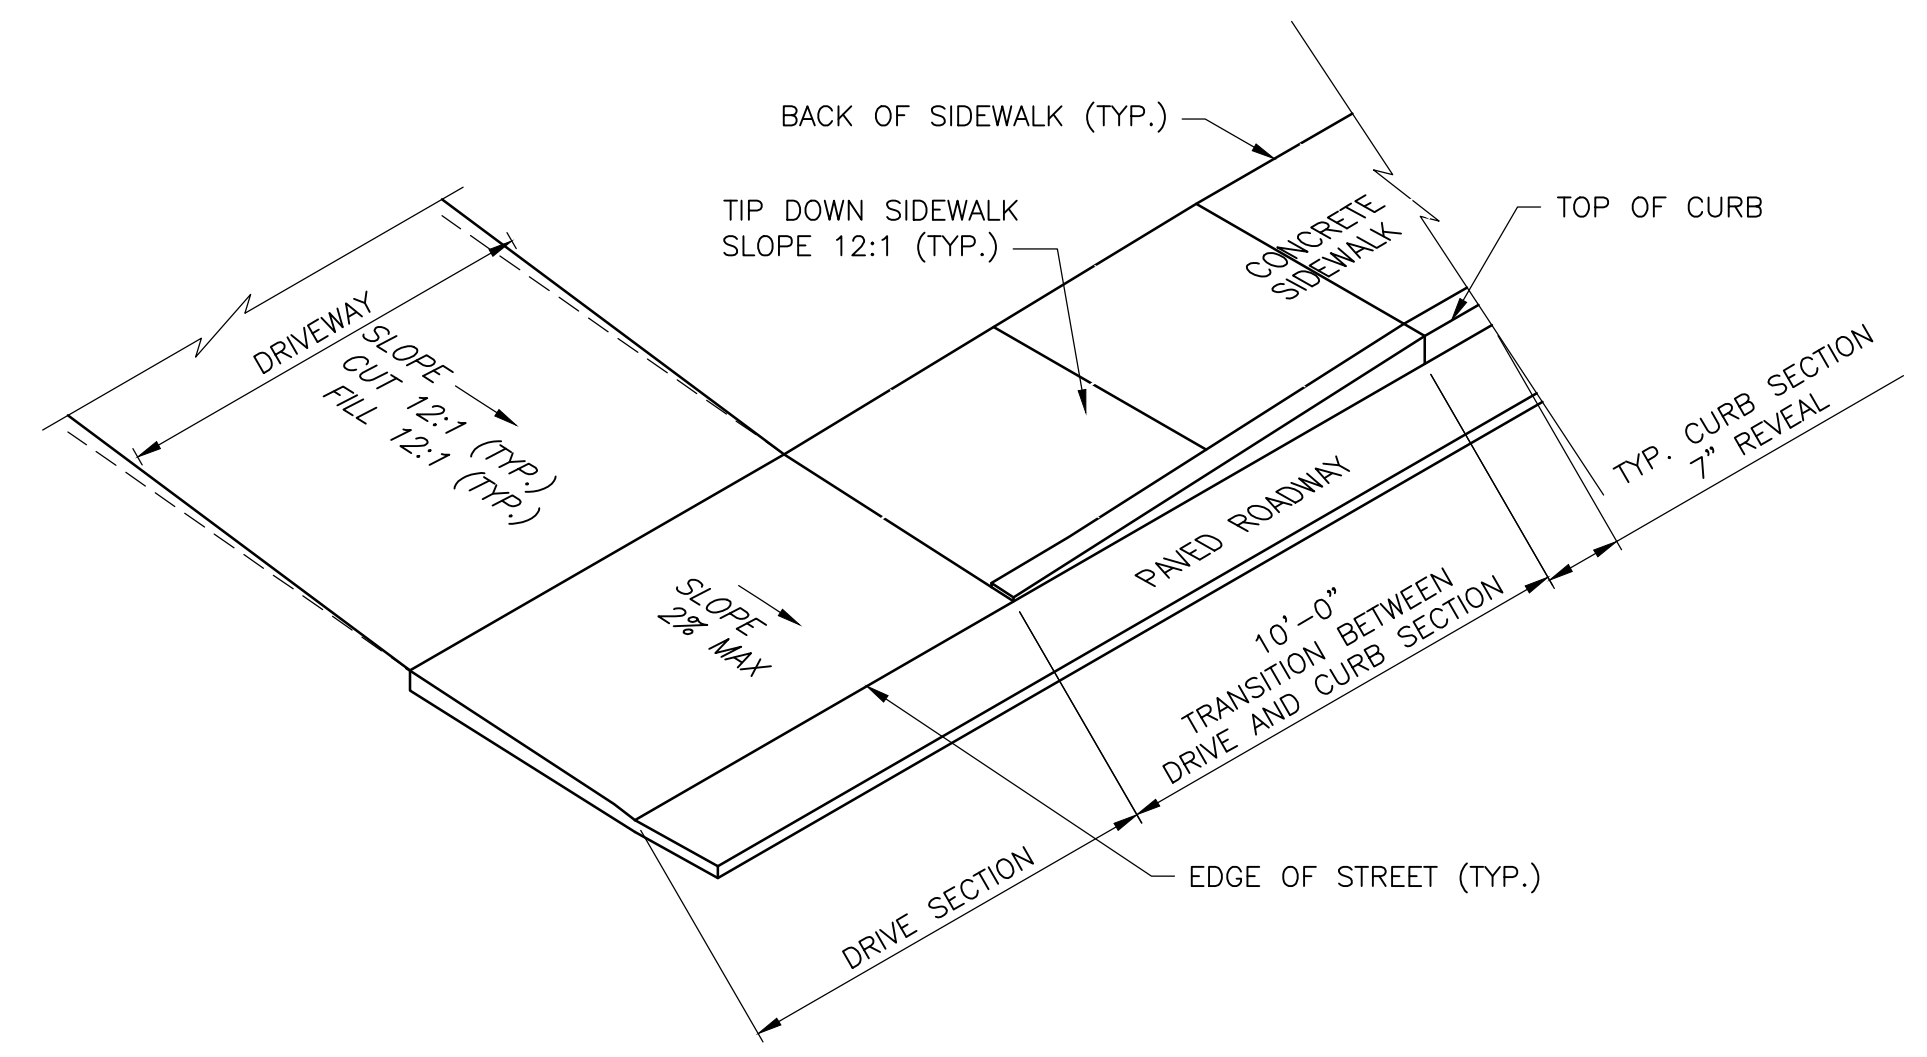 BACK OF SIDEWALK (TYP.)
TIP DOWN SIDEWALK
SLOPE 12:1 (TYP.)
CONCRETE
SIDEWALK
TOP OF CURB
DRIVEWAY
SLOPE
CUT 12:1 (TYP.)
FILL 12:1 (TYP.)
TYP. CURB SECTION
7" REVEAL
PAVED ROADWAY
SLOPE
2% MAX
10'-0"
TRANSITION BETWEEN
DRIVE AND CURB SECTION
EDGE OF STREET (TYP.)
DRIVE SECTION